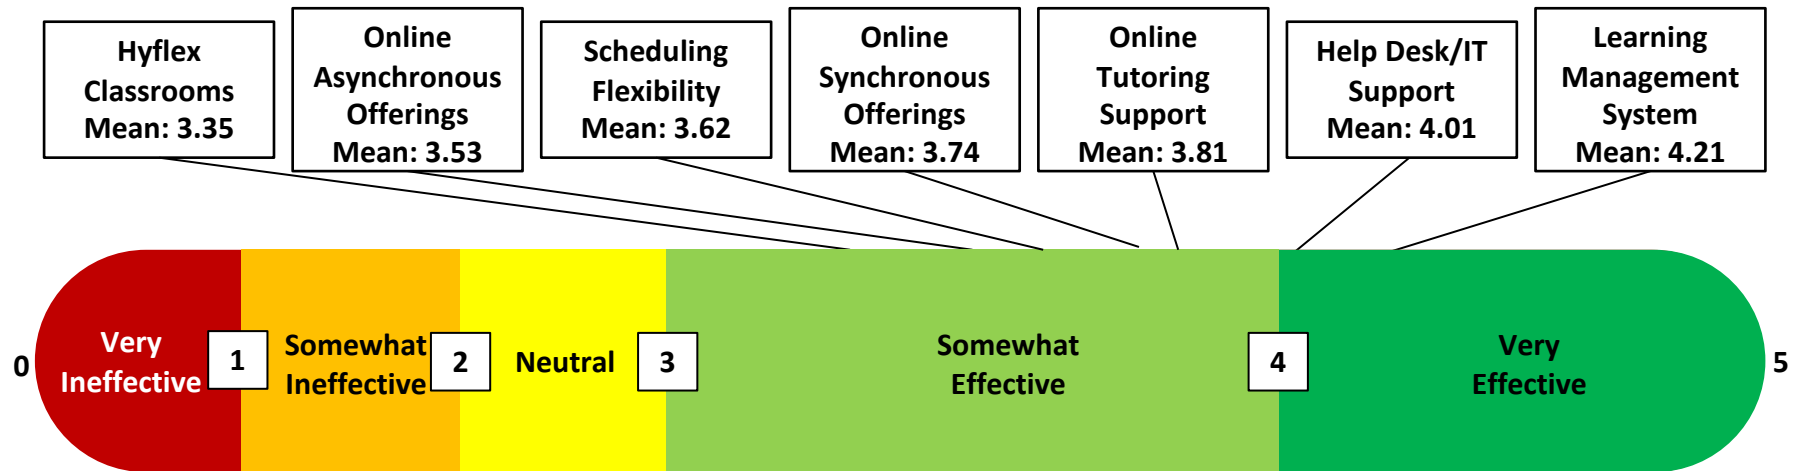 Hyflex
Classrooms
Mean: 3.35
Online
Asynchronous
Offerings
Mean: 3.53
Scheduling
Flexibility
Mean: 3.62
Online
Synchronous
Offerings
Mean: 3.74
Online
Tutoring
Support
Mean: 3.81
Help Desk/IT
Support
Mean: 4.01
Learning
Management
System
Mean: 4.21
0
Very
Ineffective
1
Somewhat
Ineffective
2
Neutral
3
Somewhat
Effective
4
Very
Effective
5